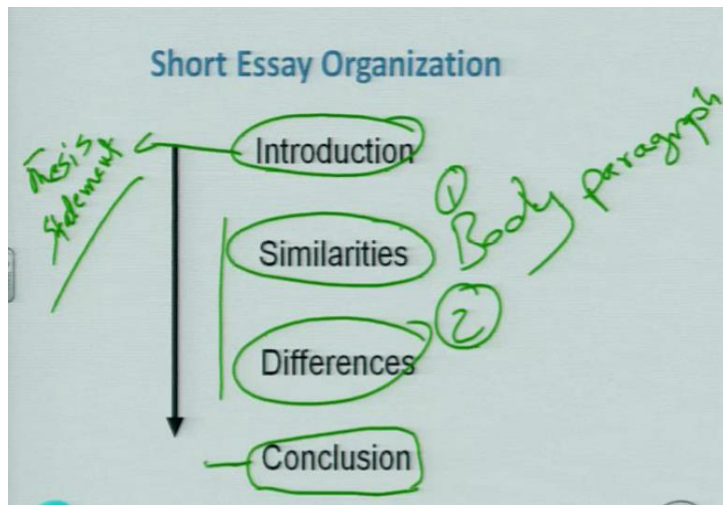 Short Essay Organization
Thesis
statement
Introduction
①
Body paragraph
Similarities
②
Differences
Conclusion